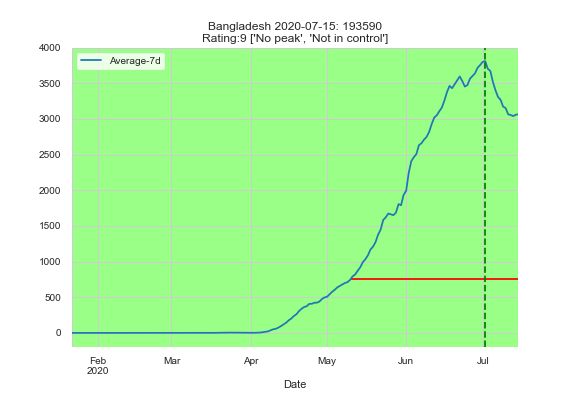 Bangladesh 2020-07-15: 193590
Rating:9 ['No peak', 'Not in control']
Average-7d
4000
3500
3000
2500
2000
1500
1000
500
0
Feb Mar Apr May Jun Jul
2020
Date